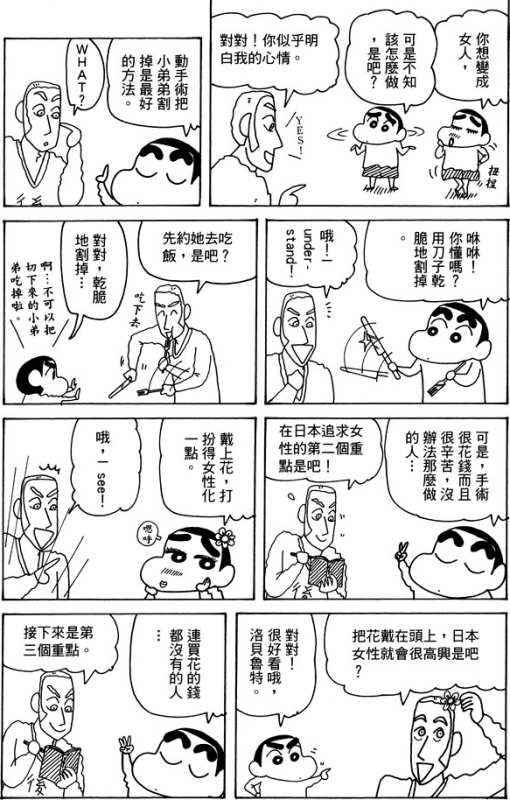 你想變成
女人，
扭捏
可是不知
該怎麼做
，是吧？
對對！你似乎明
白我的心情。
YES!
動手術把
小弟弟割
掉是最好
的方法。
WHAT?
咻咻！
你懂嗎？
用刀子乾
脆地割掉
。
哦！I
under-
stand!
先約她去吃
飯，是吧？
吃下去
對對，乾脆
地割掉…
啊…不可以把
切下來的小弟
弟吃掉啦。
可是，手術
很花錢而且
很辛苦，沒
辦法那麼做
的人…
在日本追求女
性的第二個重
點是吧！
戴上花，打
扮得女性化
一點。
嗯哼
哦，I see!
把花戴在頭上，日本
女性就會很高興是吧
？
對對！
很好看哦，
洛貝魯特。
連買花的錢
都沒有的人
…
接下來是第
三個重點。